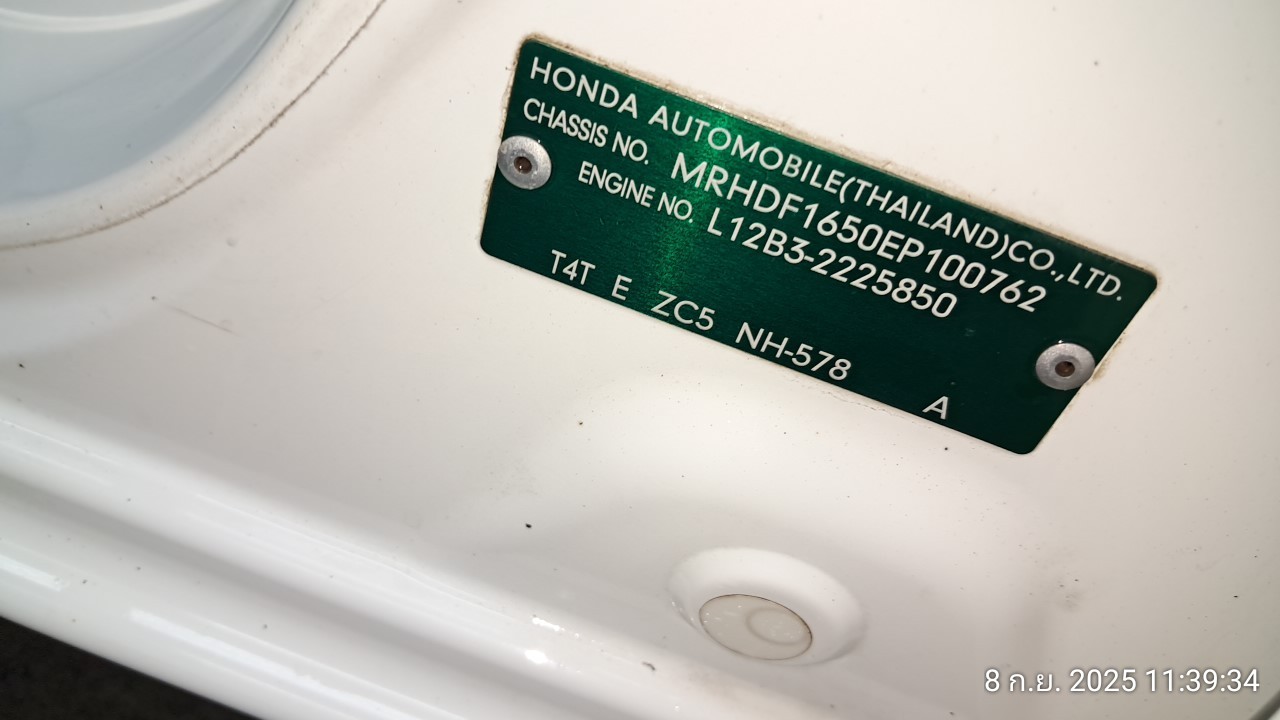 HONDA AUTOMOBILE(THAILAND)CO.,LTD.
CHASSIS NO. MRHDF1650EP100762
ENGINE NO. L12B3-2225850
T4T E ZC5 NH-578 A
8 ก.ย. 2025 11:39:34